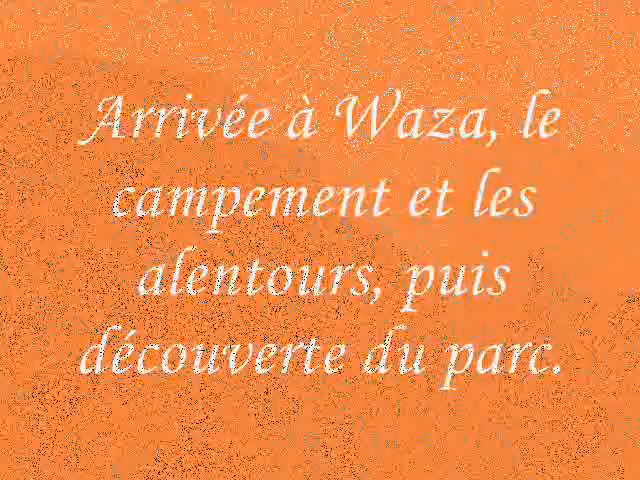 Arrivée à Waza, le
campement et les
alentours, puis
découverte du parc.